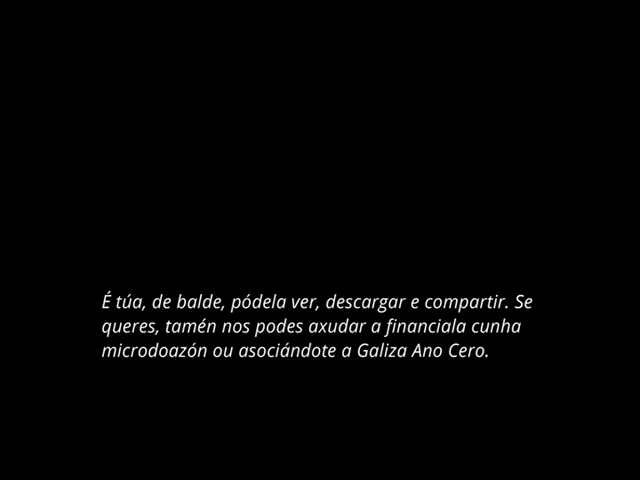 É túa, de balde, pódela ver, descargar e compartir. Se
queres, tamén nos podes axudar a financiala cunha
microdoazón ou asociándote a Galiza Ano Cero.